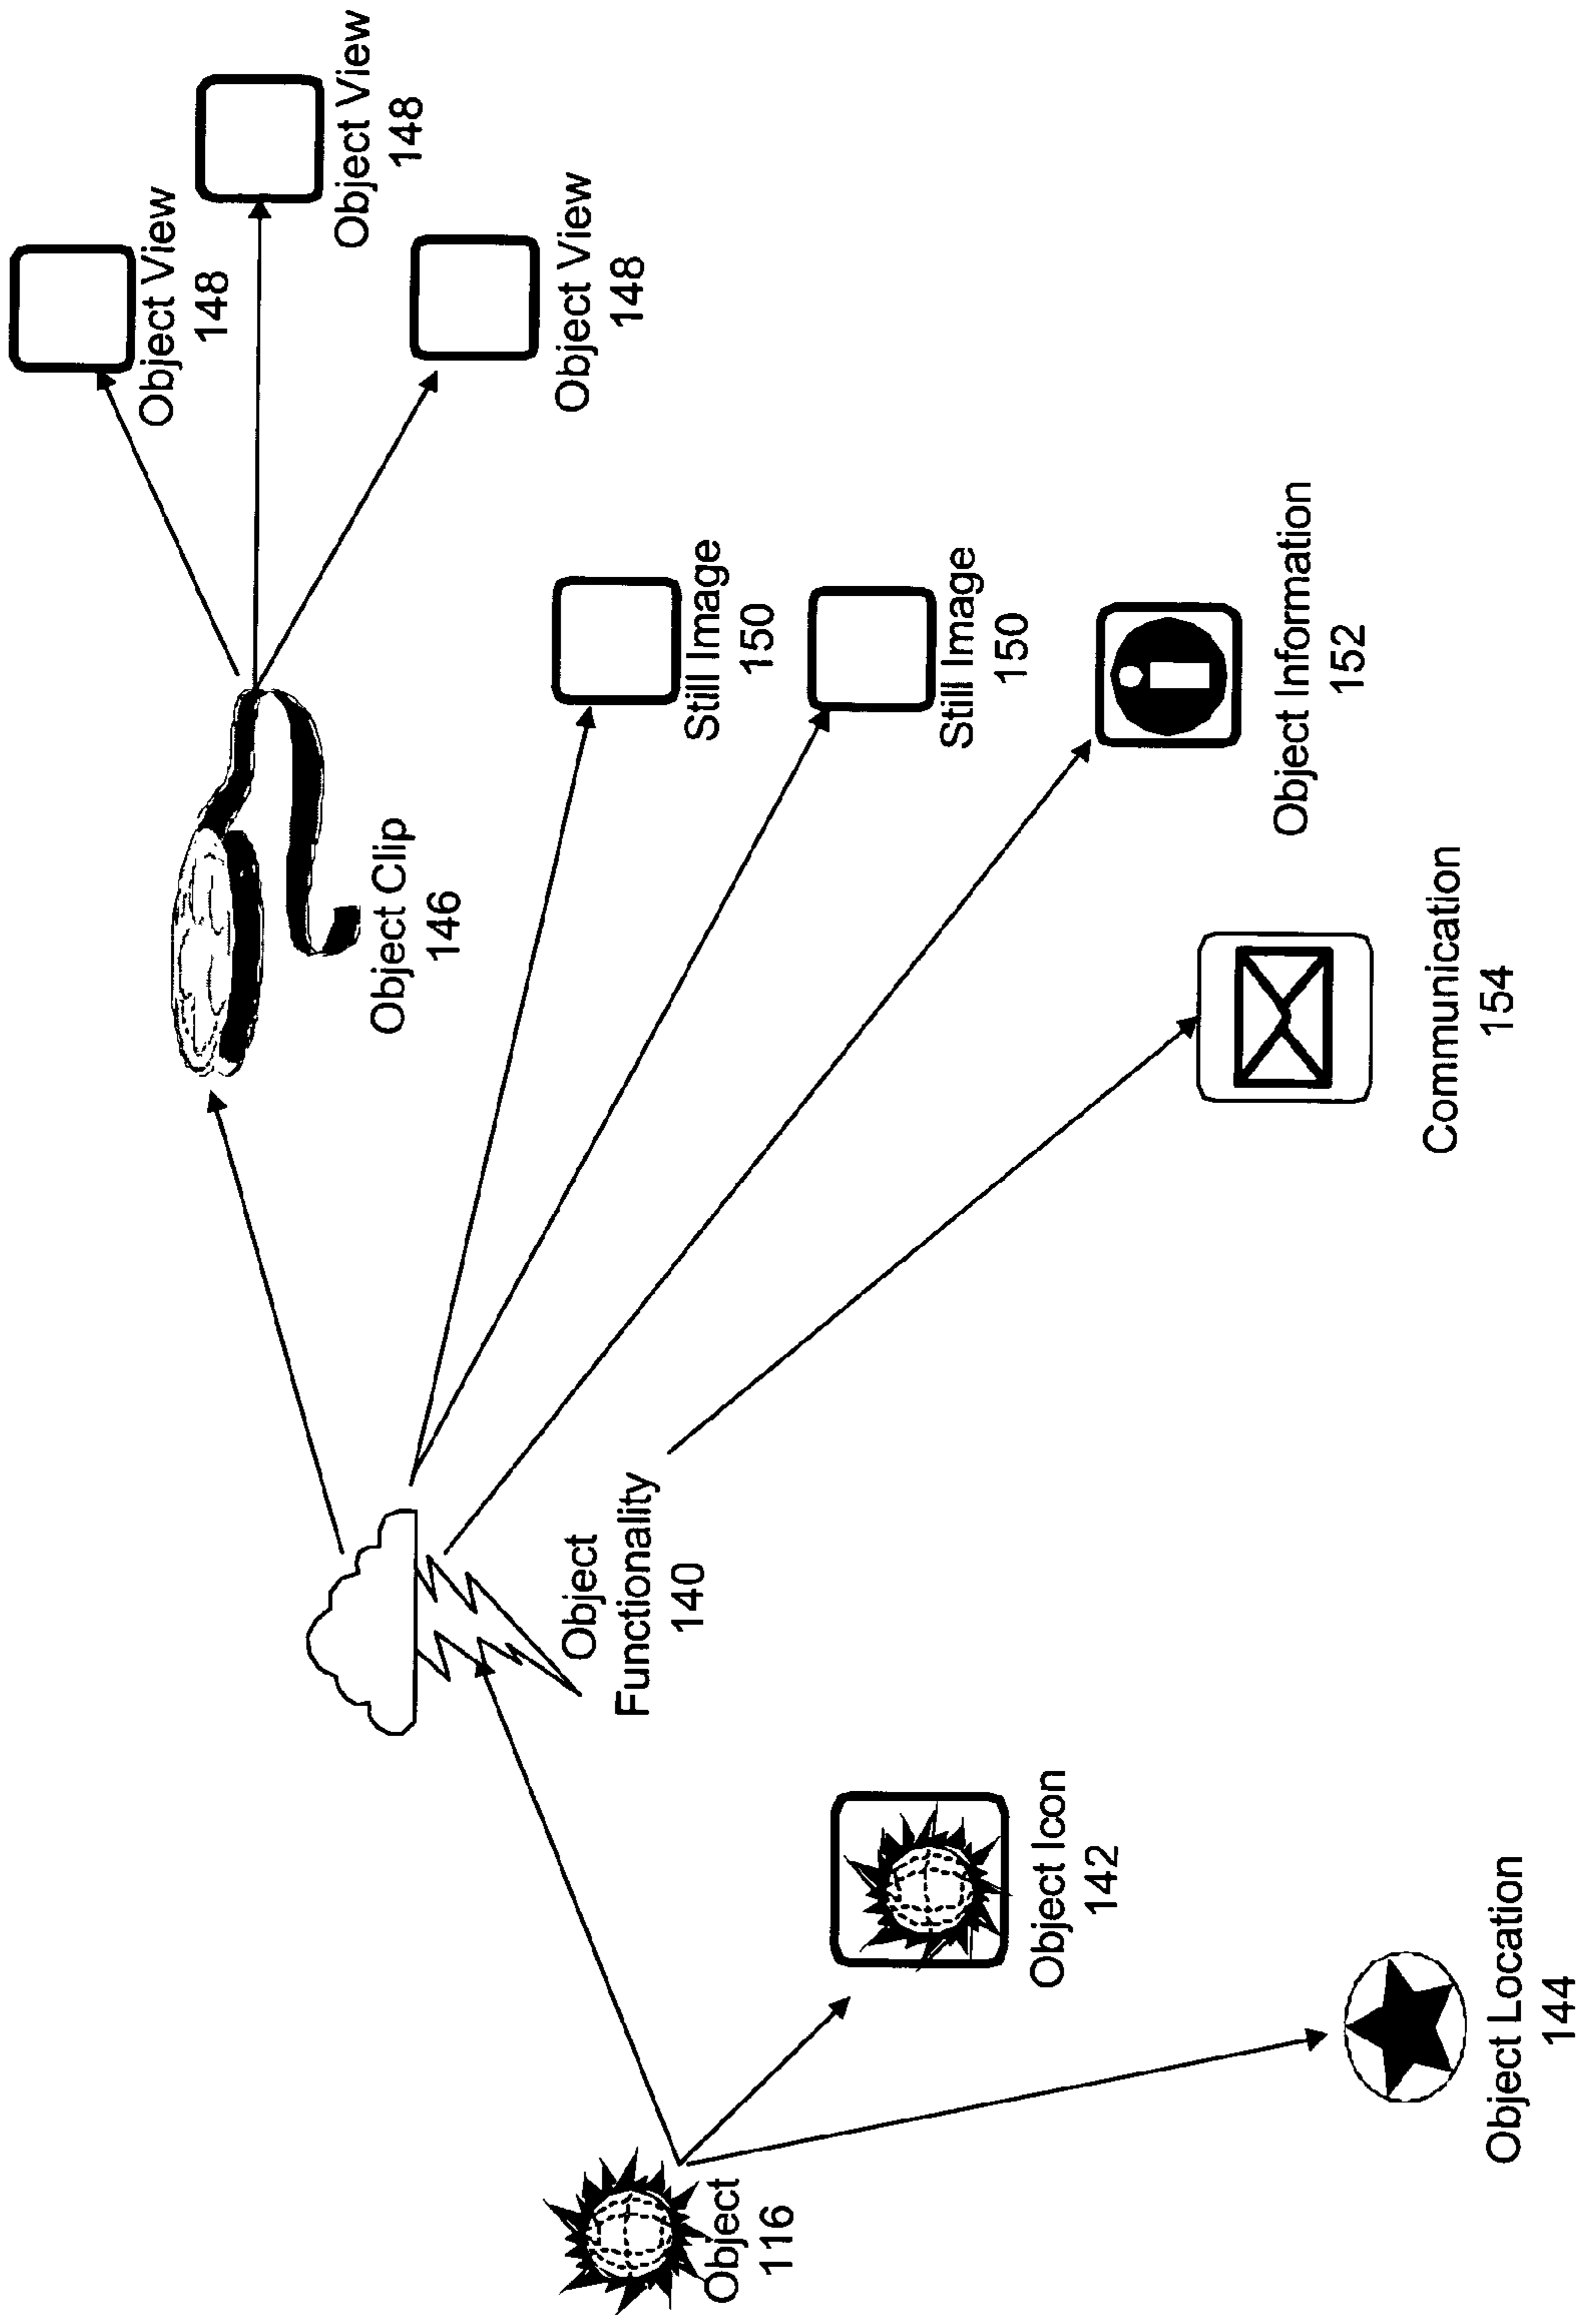 Object View
148
Object View
148
Object View
148
Object Clip
146
Still Image
150
Still Image
150
Object Information
152
Communication
154
Object
Functionality
140
Object Icon
142
Object Location
144
Object
116